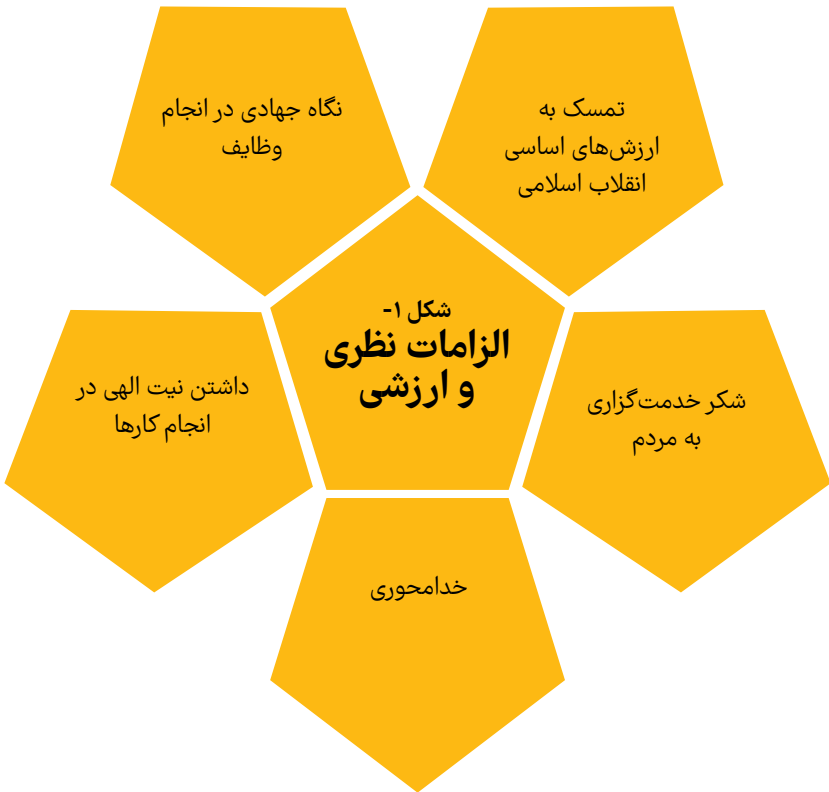 تمسک به
ارزش‌های اساسی
انقلاب اسلامی
نگاه جهادی در انجام
وظایف
شکل ۱-
الزامات نظری
و ارزشی
شکر خدمت‌گزاری
به مردم
داشتن نیت الهی در
انجام کارها
خدامحوری